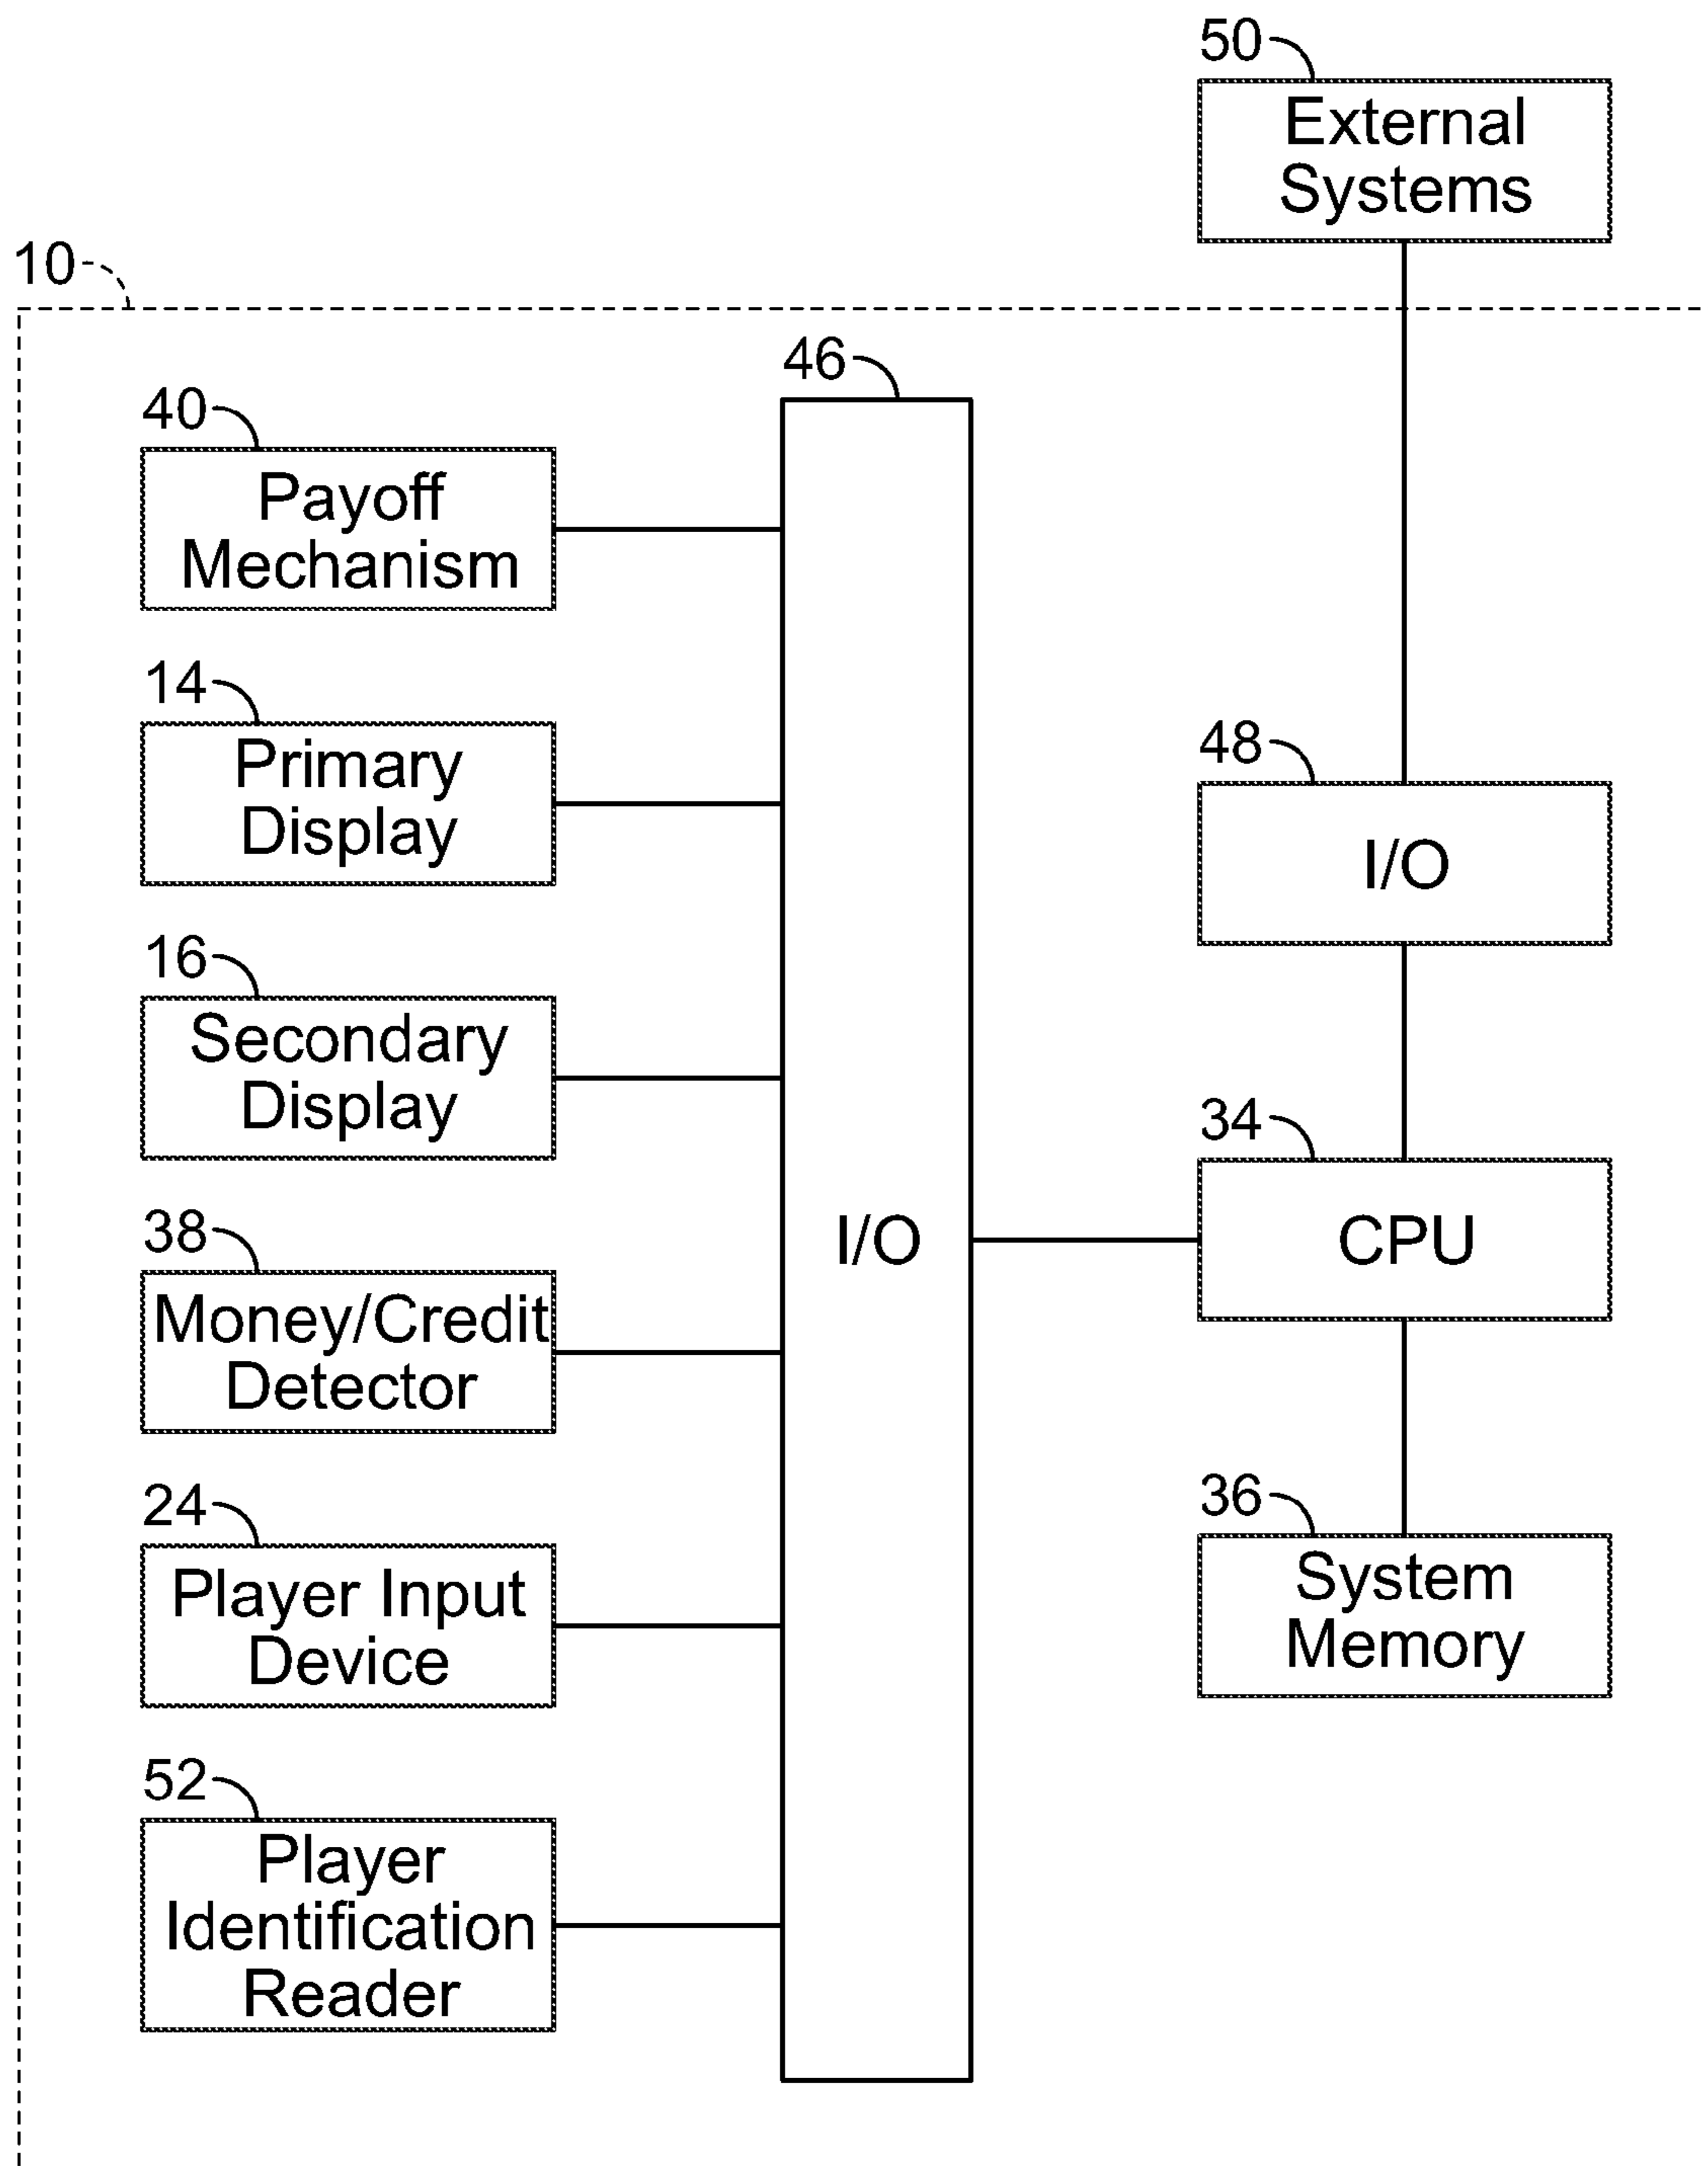 50
External
Systems
10
46
40
Payoff
Mechanism
14
Primary
Display
48
I/O
16
Secondary
Display
34
CPU
I/O
38
Money/Credit
Detector
24
Player Input
Device
36
System
Memory
52
Player
Identification
Reader